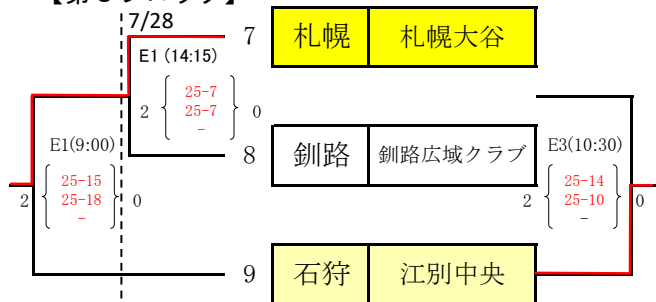 7/28
7 札幌 札幌大谷
E1 (14:15)
2 25-7 0
25-7
-
8 釧路 釧路広域クラブ
E1(9:00)
2 25-15 0
25-18
-
E3(10:30)
2 25-14 0
25-10
-
9 石狩 江別中央